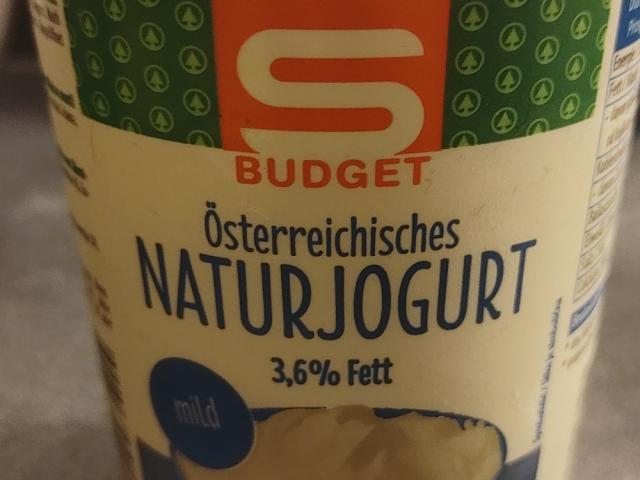 S
BUDGET
Österreichisches
NATURJOGURT
3,6% Fett
mild